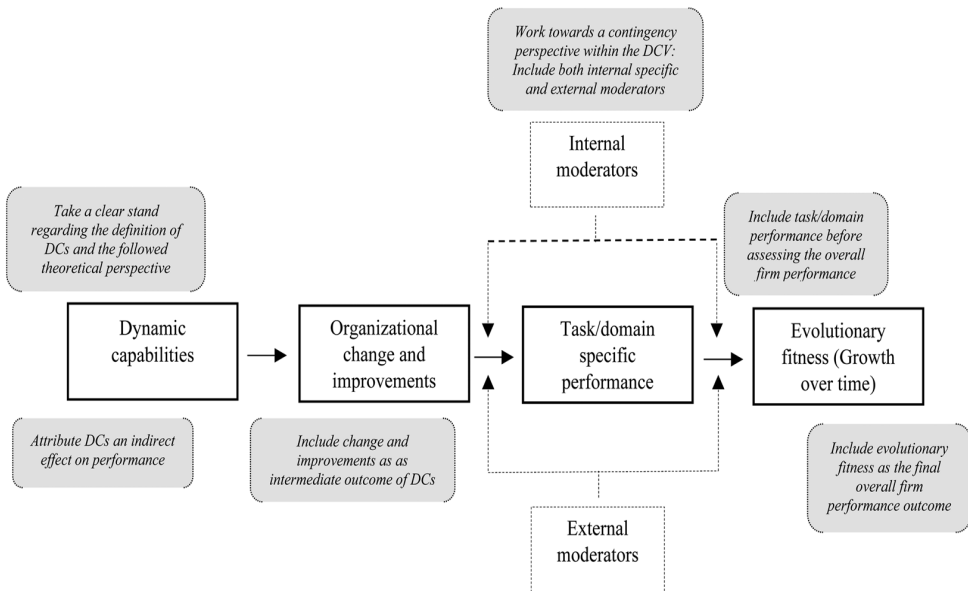 Work towards a contingency
perspective within the DCV:
Include both internal specific
and external moderators
Internal
moderators
Take a clear stand
regarding the definition of
DCs and the followed
theoretical perspective
Include task/domain
performance before
assessing the overall
firm performance
Dynamic
capabilities
Organizational
change and
improvements
Task/domain
specific
performance
Evolutionary
fitness (Growth
over time)
Attribute DCs an indirect
effect on performance
Include change and
improvements as as
intermediate outcome of DCs
Include evolutionary
fitness as the final
overall firm
performance outcome
External
moderators